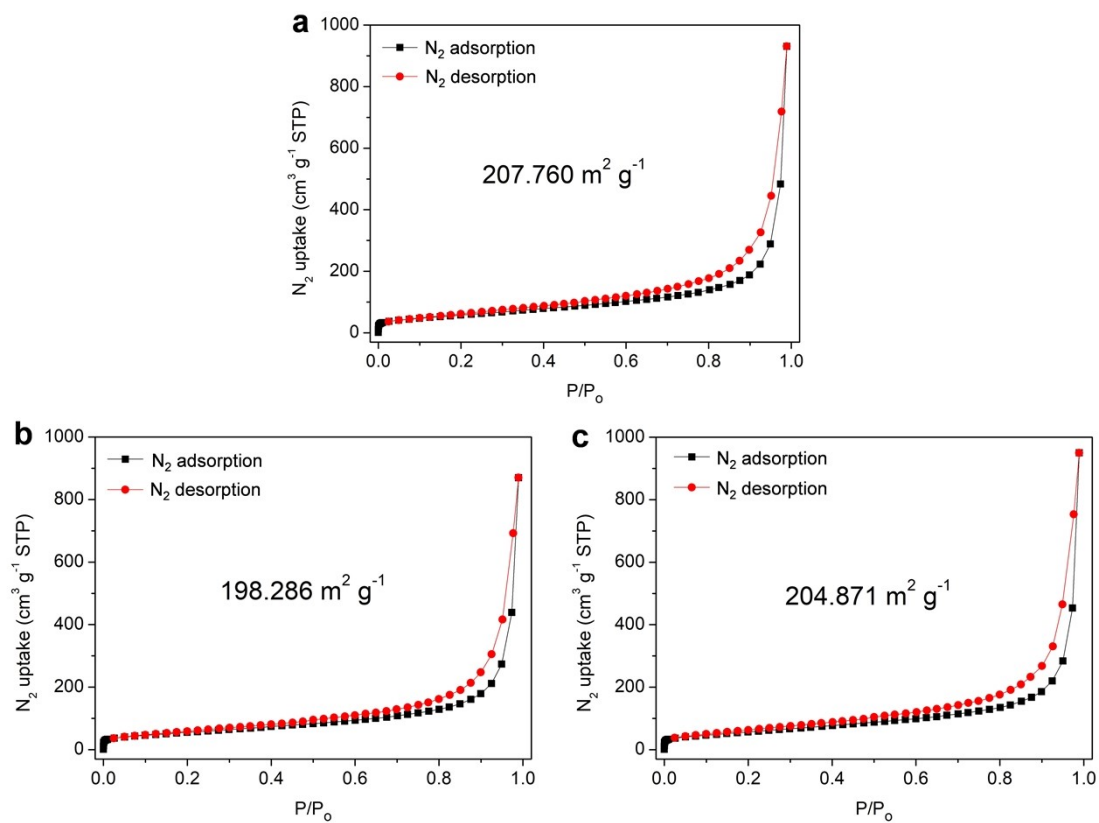 a
1000
800
600
400
200
0
N₂ uptake (cm³ g⁻¹ STP)
N₂ adsorption
N₂ desorption
207.760 m² g⁻¹
0.0 0.2 0.4 0.6 0.8 1.0
P/Pₒ
b
1000
800
600
400
200
0
N₂ uptake (cm³ g⁻¹ STP)
N₂ adsorption
N₂ desorption
198.286 m² g⁻¹
0.0 0.2 0.4 0.6 0.8 1.0
P/Pₒ
c
1000
800
600
400
200
0
N₂ uptake (cm³ g⁻¹ STP)
N₂ adsorption
N₂ desorption
204.871 m² g⁻¹
0.0 0.2 0.4 0.6 0.8 1.0
P/Pₒ